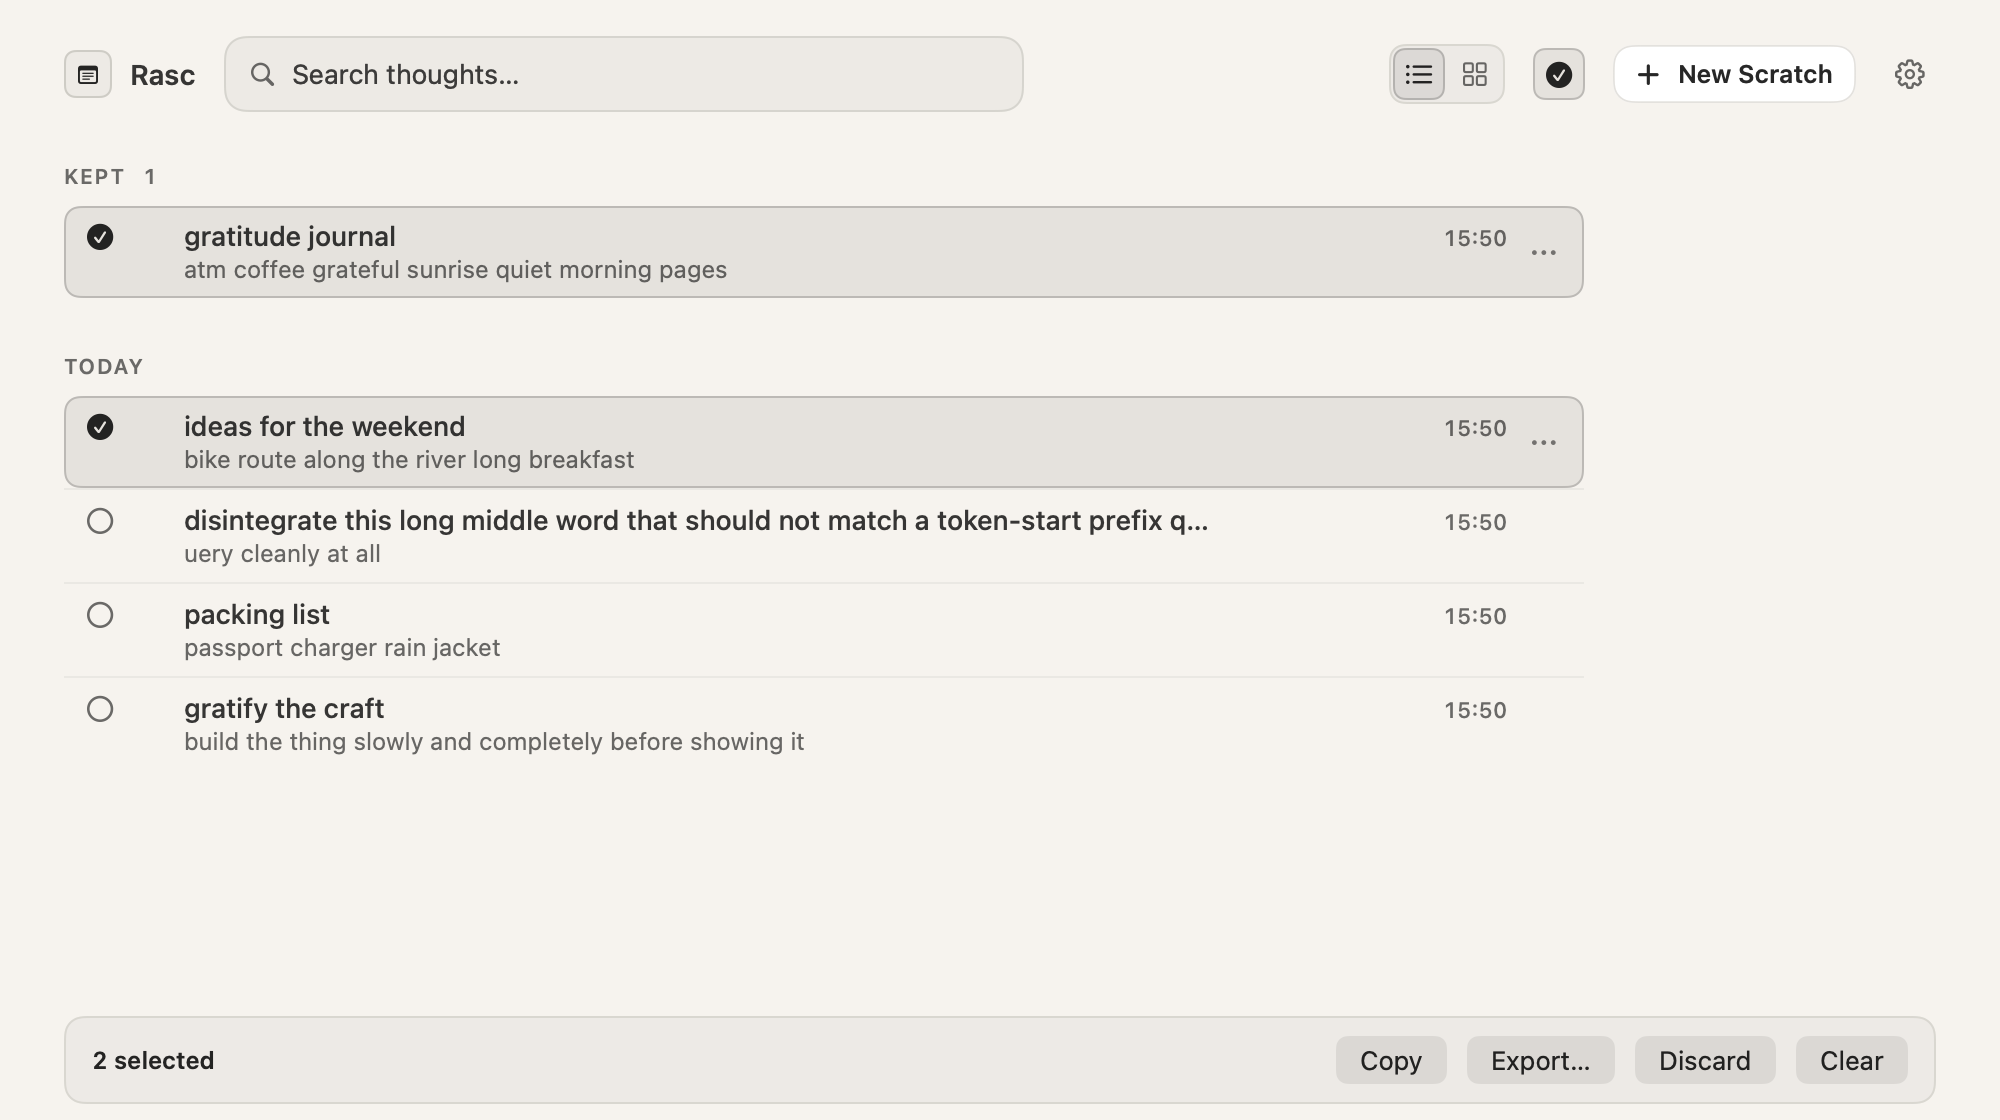 Rasc
Search thoughts...
New Scratch
KEPT 1
gratitude journal
15:50
atm coffee grateful sunrise quiet morning pages
TODAY
ideas for the weekend
15:50
bike route along the river long breakfast
disintegrate this long middle word that should not match a token-start prefix q...
15:50
uery cleanly at all
packing list
15:50
passport charger rain jacket
gratify the craft
15:50
build the thing slowly and completely before showing it
2 selected
Copy
Export...
Discard
Clear